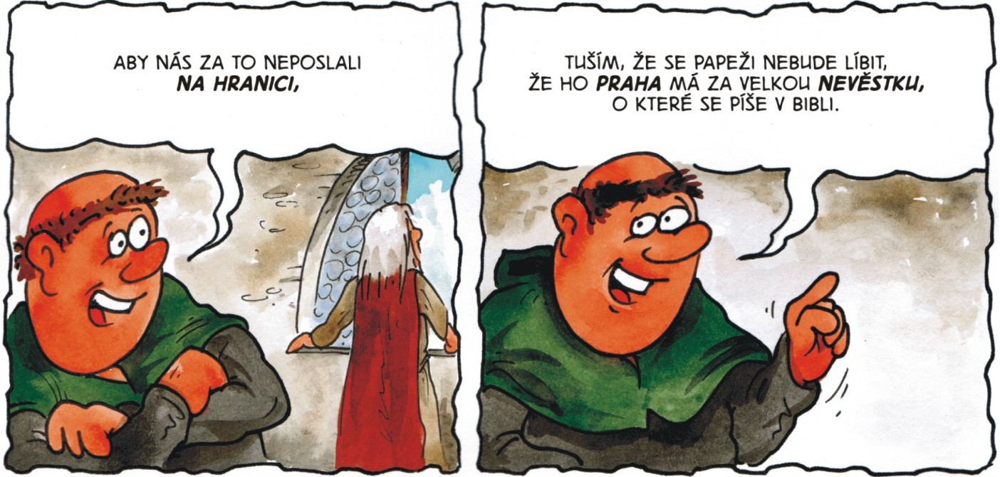 ABY NÁS ZA TO NEPOSLALI
NA HRANICI,
TUŠÍM, ŽE SE PAPEŽI NEBUDE LÍBIT,
ŽE HO PRAHA MÁ ZA VELKOU NEVĚSTKU,
O KTERÉ SE PÍŠE V BIBLI.